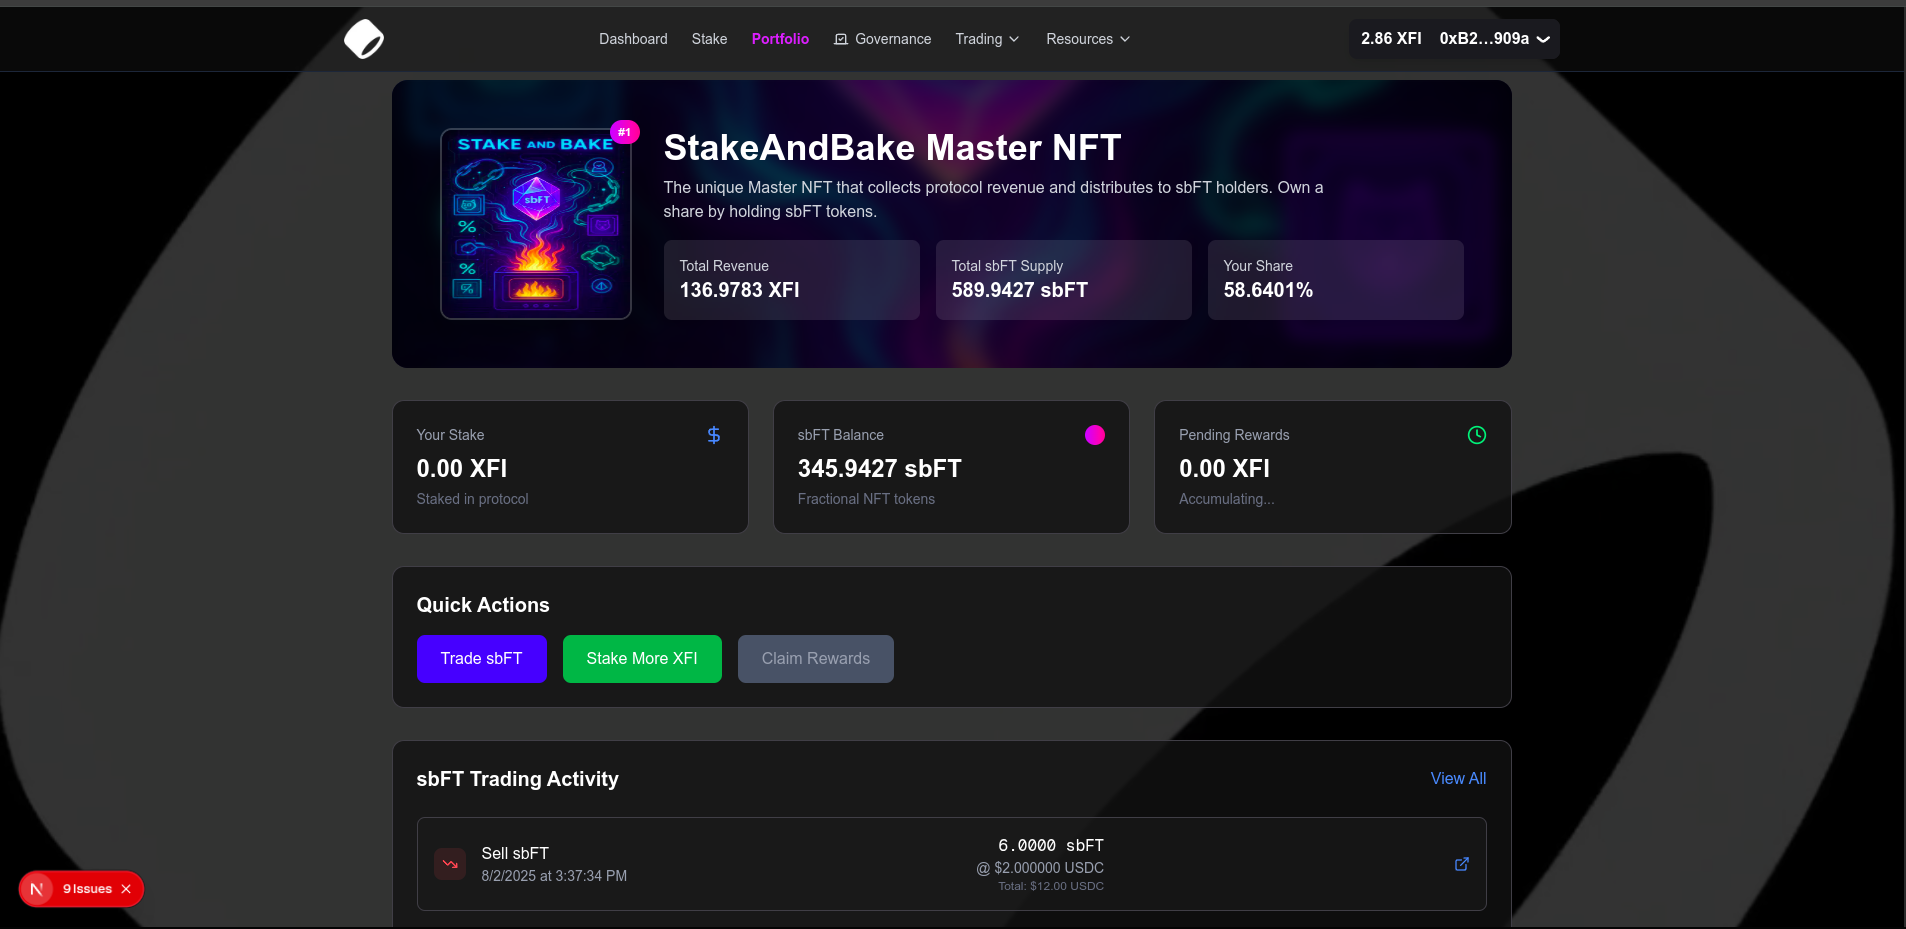 Dashboard Stake Portfolio Governance Trading Resources 2.86 XFI 0xB2...909a
#1
STAKE AND BAKE
sbFT
%
%
%
StakeAndBake Master NFT
The unique Master NFT that collects protocol revenue and distributes to sbFT holders. Own a
share by holding sbFT tokens.
Total Revenue
136.9783 XFI
Total sbFT Supply
589.9427 sbFT
Your Share
58.6401%
Your Stake
0.00 XFI
Staked in protocol
sbFT Balance
345.9427 sbFT
Fractional NFT tokens
Pending Rewards
0.00 XFI
Accumulating...
Quick Actions
Trade sbFT Stake More XFI Claim Rewards
sbFT Trading Activity View All
Sell sbFT
8/2/2025 at 3:37:34 PM
6.0000 sbFT
@ $2.000000 USDC
Total: $12.00 USDC
N 9 Issues